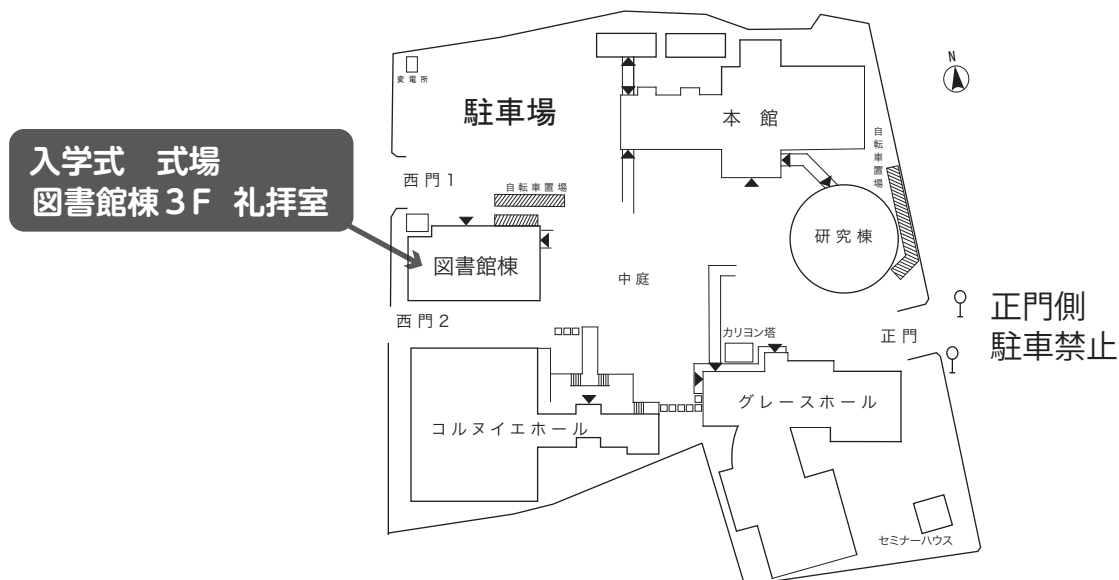 N
変電所
駐車場
本館
自転車置場
入学式 式場
図書館棟3F 礼拝室
西門1
自転車置場
研究棟
図書館棟
中庭
西門2
カリヨン塔
正門
正門側
駐車禁止
グレースホール
コルヌイエホール
セミナーハウス